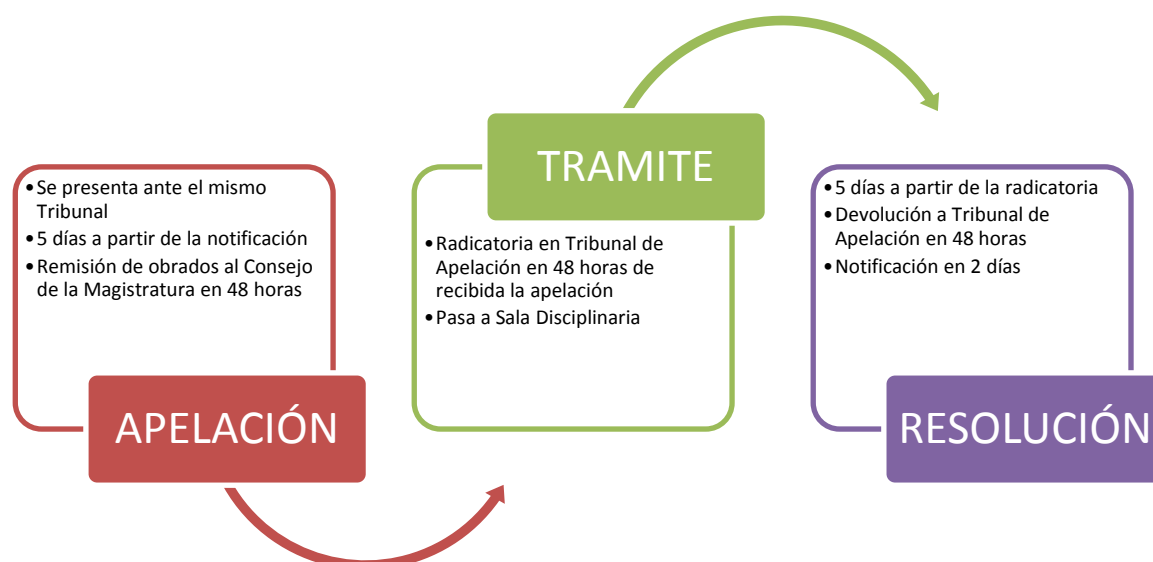 • Se presenta ante el mismo
Tribunal
• 5 días a partir de la notificación
• Remisión de obrados al Consejo
de la Magistratura en 48 horas
APELACIÓN
TRAMITE
• Radicatoria en Tribunal de
Apelación en 48 horas de
recibida la apelación
• Pasa a Sala Disciplinaria
• 5 días a partir de la radicatoria
• Devolución a Tribunal de
Apelación en 48 horas
• Notificación en 2 días
RESOLUCIÓN